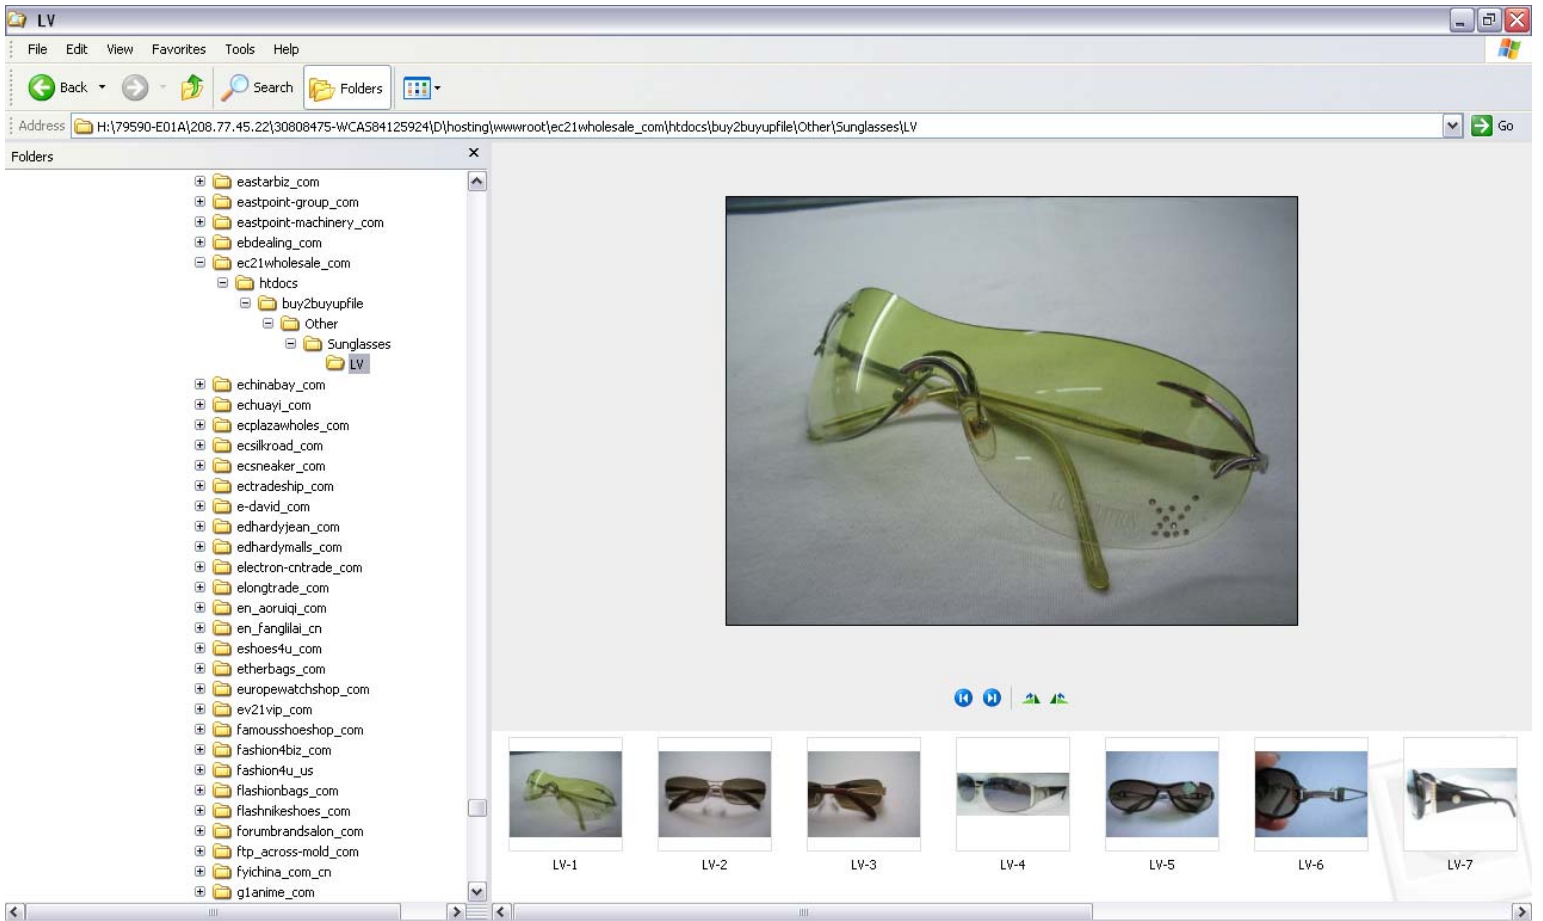 LV
File Edit View Favorites Tools Help
Back Search Folders
Address H:\79590-E01A\208.77.45.22\30808475-WCAS84125924\D\hosting\wwwroot\ec21wholesale_com\htdocs\buy2buyupfile\Other\Sunglasses\LV Go
Folders
eastarbiz_com
eastpoint-group_com
eastpoint-machinery_com
ebdealing_com
ec21wholesale_com
htdocs
buy2buyupfile
Other
Sunglasses
LV
echinabay_com
echuayi_com
ecplazawholes_com
ecsilkroad_com
ecsneaker_com
ectradeship_com
e-david_com
edhardyjean_com
edhardymalls_com
electron-cntrade_com
elongtrade_com
en_aoruiqi_com
en_fanglilai_cn
eshoes4u_com
etherbags_com
europewatchshop_com
ev21vip_com
famousshoeshop_com
fashion4biz_com
fashion4u_us
flashionbags_com
flashnikeshoes_com
forumbrandsalon_com
ftp_across-mold_com
fyichina_com_cn
g1anime_com
LV-1 LV-2 LV-3 LV-4 LV-5 LV-6 LV-7